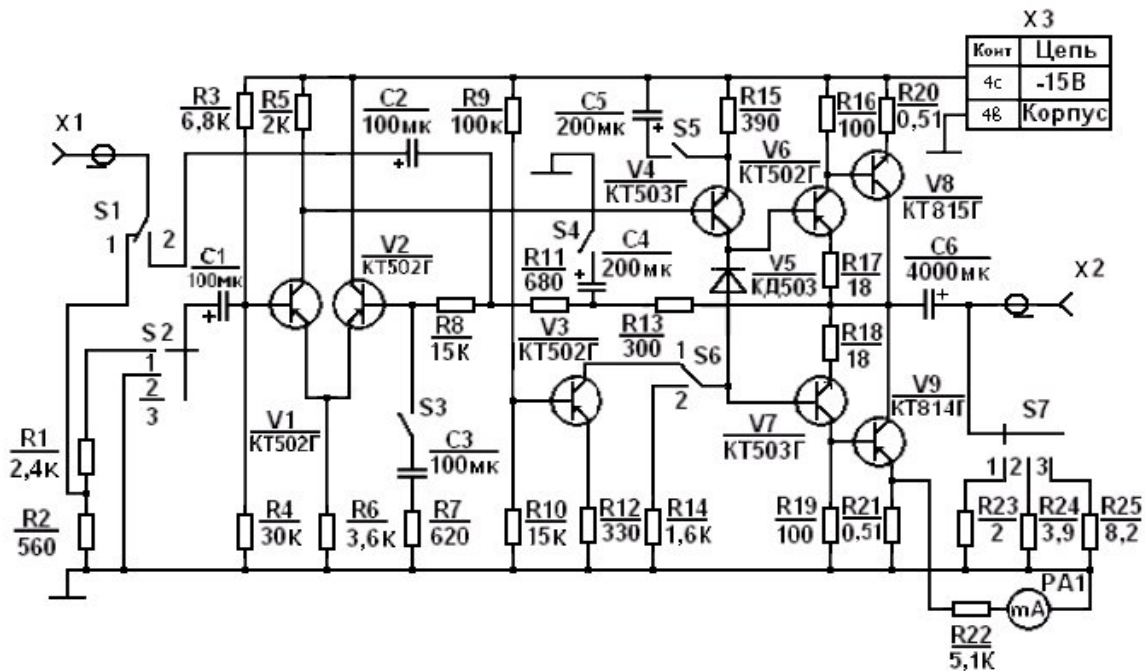 X3
Конт Цепь
4с -15В
4В Корпус
X1
R3
6,8К
R5
2К
C2
100мк
R9
100к
C5
200мк
S5
R15
390
R16
100
R20
0,51
V6
КТ502Г
V4
КТ503Г
V8
КТ815Г
S1
1
2
C1
100мк
V2
КТ502Г
S4
R11
680
C4
200мк
V5
КД503
R17
18
C6
4000мк
X2
S2
1
2
3
R8
15К
V3
КТ502Г
R13
300
1
S6
2
R18
18
V9
КТ814Г
S3
V1
КТ502Г
C3
100мк
V7
КТ503Г
S7
1 2 3
R1
2,4К
R2
560
R4
30К
R6
3,6К
R7
620
R10
15К
R12
330
R14
1,6К
R19
100
R21
0,51
R23
2
R24
3,9
R25
8,2
PA1
mA
R22
5,1К
+
+
+
+
+